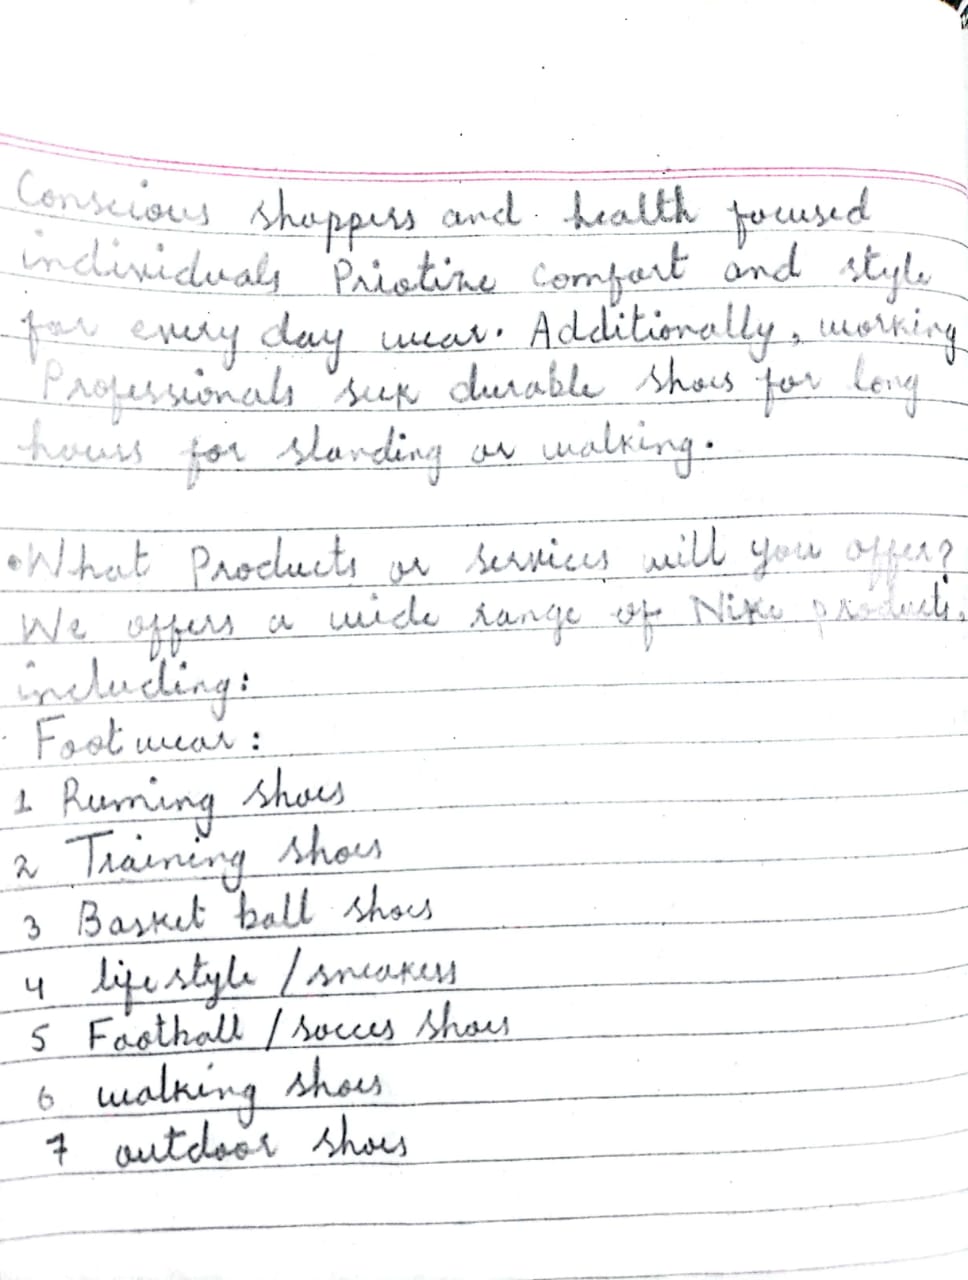 Conscious shoppers and health focused
individuals Priotize comfort and style
for every day wear. Additionally, working
Professionals seek durable shoes for long
hours for standing or walking.
•What Products or services will you offer?
We offers a wide range of Nike products.
including:
Foot wear:
1 Running shoes
2 Training shoes
3 Basket ball shoes
4 life style / sneakers
5 Football / soccer shoes
6 walking shoes
7 outdoor shoes